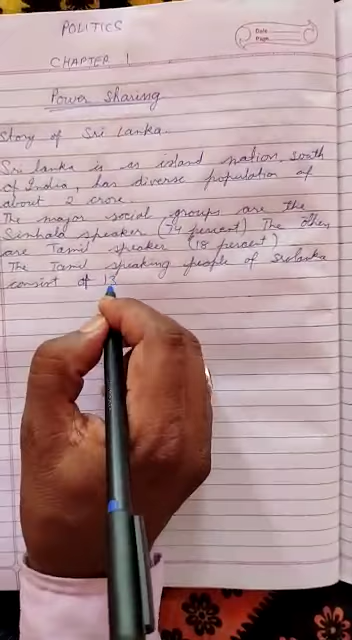 POLITICS
Date
Page
CHAPTER 1
Power Sharing
Story of Sri Lanka.
Sri lanka is an island nation south
of India, has diverse population of
about 2 crore.
The major social groups are the
Sinhala speaker (74 percent) The others
are Tamil speaker (18 percent)
The Tamil speaking people of Srilanka
consist of 13